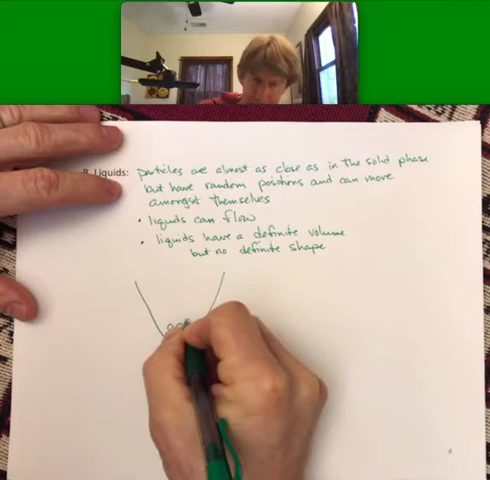 Liquids: particles are almost as close as in the solid phase
but have random positions and can move
amongst themselves
• liquids can flow
• liquids have a definite volume
but no definite shape
4